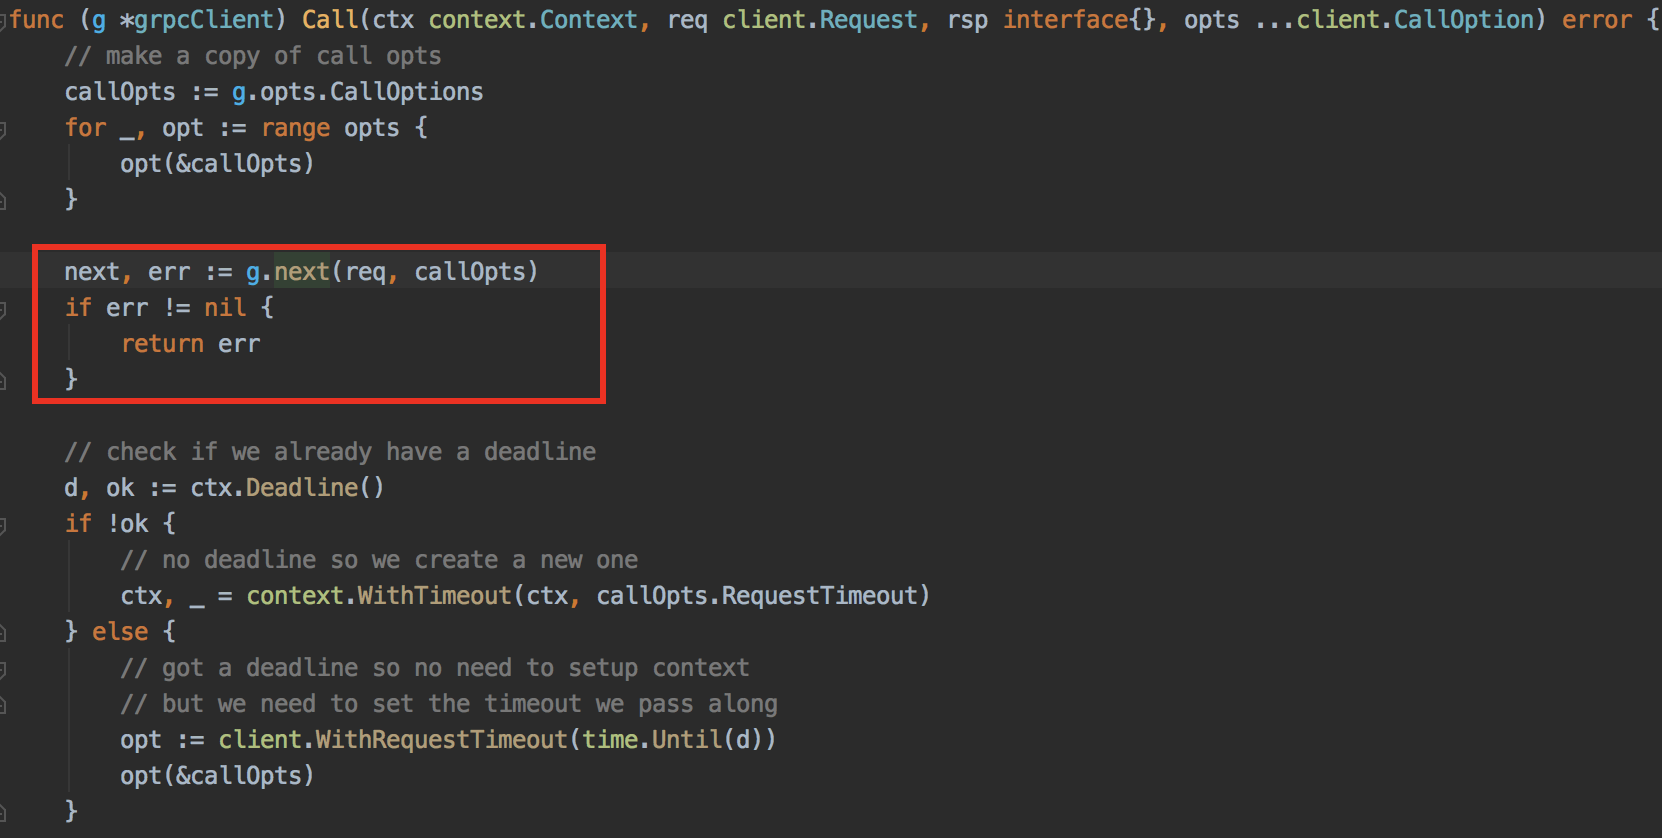 func (g *grpcClient) Call(ctx context.Context, req client.Request, rsp interface{}, opts ...client.CallOption) error {
// make a copy of call opts
callOpts := g.opts.CallOptions
for _, opt := range opts {
opt(&callOpts)
}
next, err := g.next(req, callOpts)
if err != nil {
return err
}
// check if we already have a deadline
d, ok := ctx.Deadline()
if !ok {
// no deadline so we create a new one
ctx, _ = context.WithTimeout(ctx, callOpts.RequestTimeout)
} else {
// got a deadline so no need to setup context
// but we need to set the timeout we pass along
opt := client.WithRequestTimeout(time.Until(d))
opt(&callOpts)
}